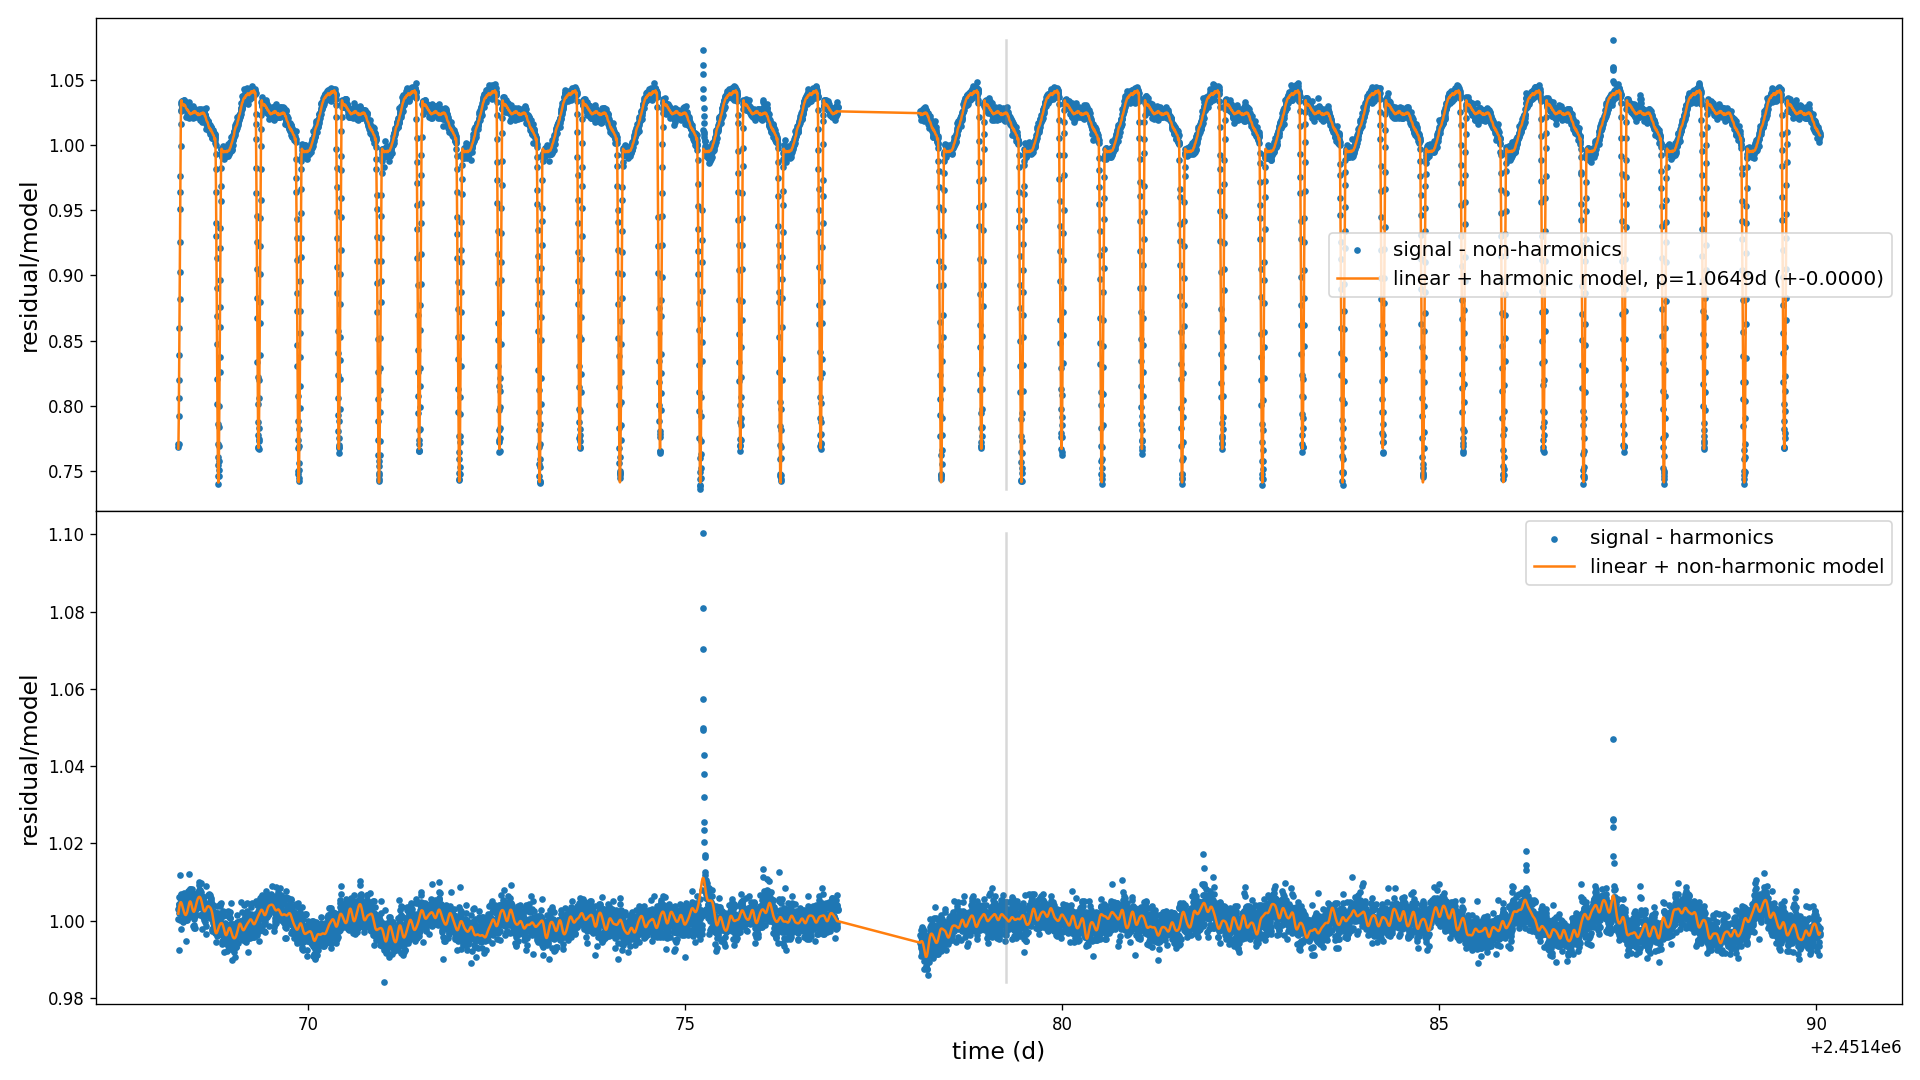 1.05
1.00
0.95
0.90
0.85
0.80
0.75
residual/model
signal - non-harmonics
linear + harmonic model, p=1.0649d (+-0.0000)
1.10
1.08
1.06
1.04
1.02
1.00
0.98
residual/model
signal - harmonics
linear + non-harmonic model
70
75
80
85
90
time (d)
+2.4514e6